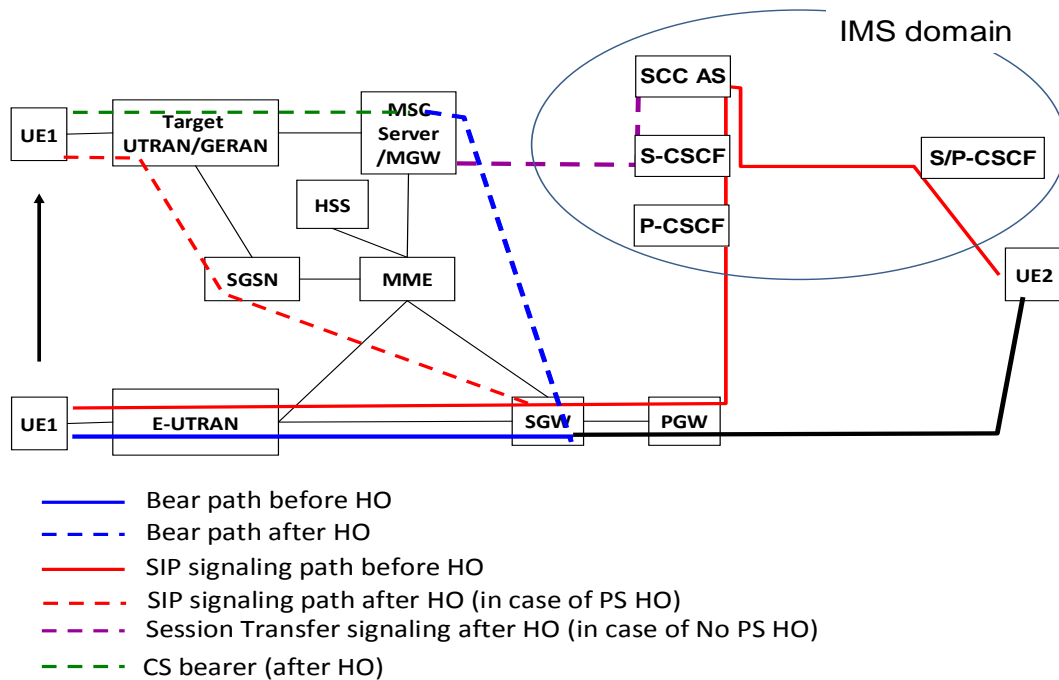 IMS domain
SCC AS
MSC
Server
/MGW
Target
UTRAN/GERAN
UE1
S-CSCF
S/P-CSCF
HSS
P-CSCF
SGSN
MME
UE2
UE1
E-UTRAN
SGW
PGW
Bear path before HO
Bear path after HO
SIP signaling path before HO
SIP signaling path after HO (in case of PS HO)
Session Transfer signaling after HO (in case of No PS HO)
CS bearer (after HO)